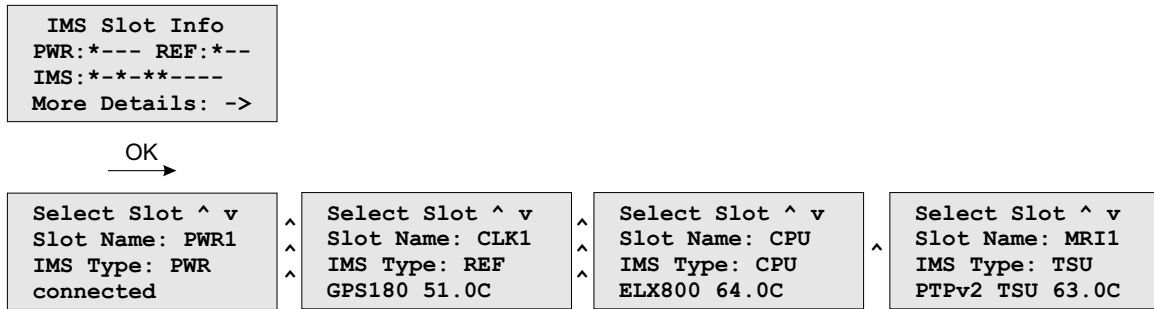 IMS Slot Info
PWR:*--- REF:*--
IMS:*-*-**----
More Details: ->
OK
Select Slot ^ v
Slot Name: PWR1
IMS Type: PWR
connected
^
^
^
Select Slot ^ v
Slot Name: CLK1
IMS Type: REF
GPS180 51.0C
^
^
^
Select Slot ^ v
Slot Name: CPU
IMS Type: CPU
ELX800 64.0C
^
Select Slot ^ v
Slot Name: MRI1
IMS Type: TSU
PTPv2 TSU 63.0C